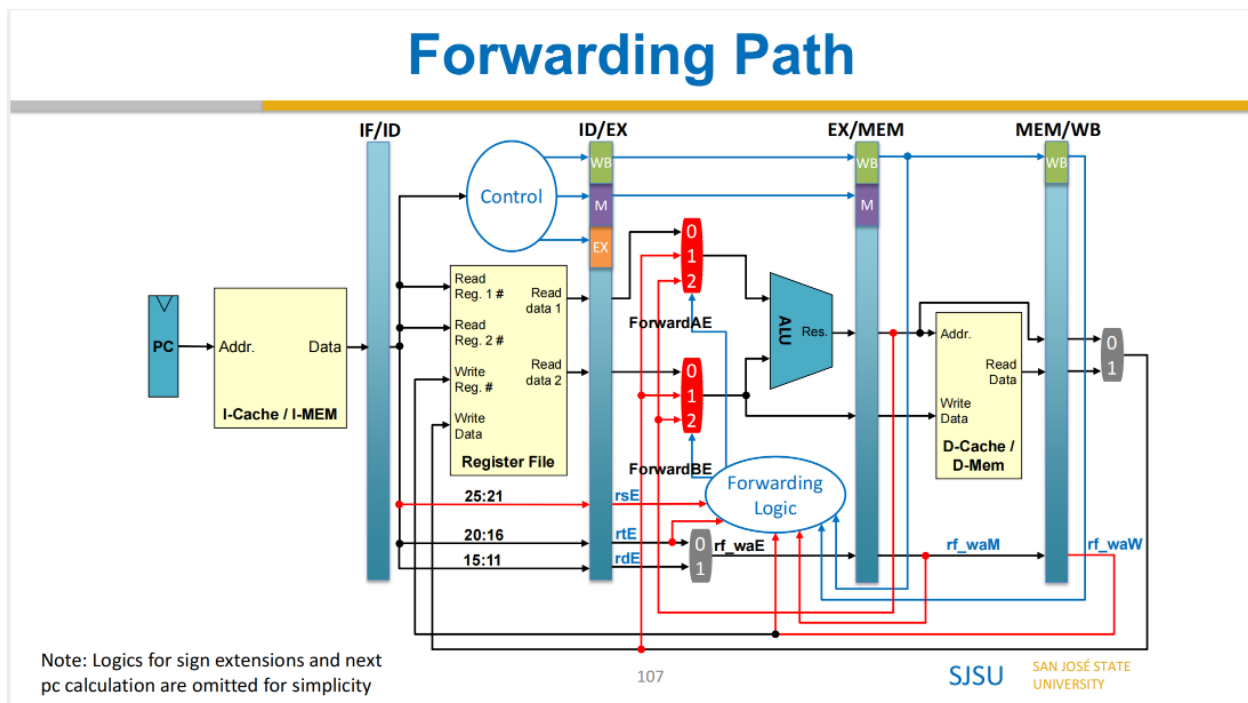 Forwarding Path
IF/ID
ID/EX
EX/MEM
MEM/WB
Control
WB
M
EX
WB
M
WB
PC
Addr.
Data
I-Cache / I-MEM
Read
Reg. 1 #
Read
Reg. 2 #
Write
Reg. #
Write
Data
Read
data 1
Read
data 2
Register File
0
1
2
ForwardAE
0
1
2
ForwardBE
ALU
Res.
Addr.
Read
Data
Write
Data
D-Cache /
D-Mem
0
1
Forwarding
Logic
25:21
rsE
20:16
rtE
15:11
rdE
0
1
rf_waE
rf_waM
rf_waW
Note: Logics for sign extensions and next
pc calculation are omitted for simplicity
107
SJSU
SAN JOSÉ STATE
UNIVERSITY